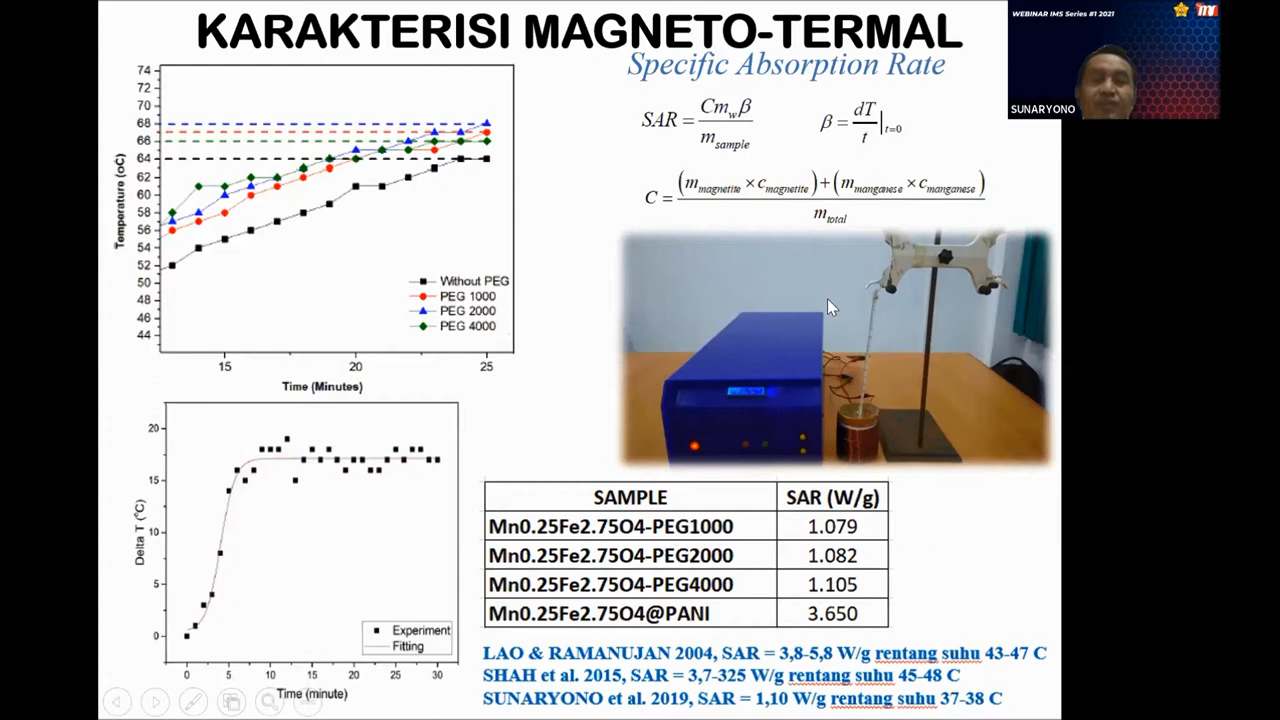 KARAKTERISI MAGNETO-TERMAL
WEBINAR IMS Series #1 2021
SUNARYONO
Specific Absorption Rate
SAR = Cm_wβ / m_sample
β = dT / t |_t=0
C = (m_magnetite × c_magnetite) + (m_manganese × c_manganese) / m_total
Temperature (oC)
74
72
70
68
66
64
62
60
58
56
54
52
50
48
46
44
Without PEG
PEG 1000
PEG 2000
PEG 4000
15
20
25
Time (Minutes)
Delta T (°C)
20
15
10
5
0
Experiment
Fitting
0
5
10
15
20
25
30
Time (minute)
SAMPLE SAR (W/g)
Mn0.25Fe2.75O4-PEG1000 1.079
Mn0.25Fe2.75O4-PEG2000 1.082
Mn0.25Fe2.75O4-PEG4000 1.105
Mn0.25Fe2.75O4@PANI 3.650
LAO & RAMANUJAN 2004, SAR = 3,8-5,8 W/g rentang suhu 43-47 C
SHAH et al. 2015, SAR = 3,7-325 W/g rentang suhu 45-48 C
SUNARYONO et al. 2019, SAR = 1,10 W/g rentang suhu 37-38 C